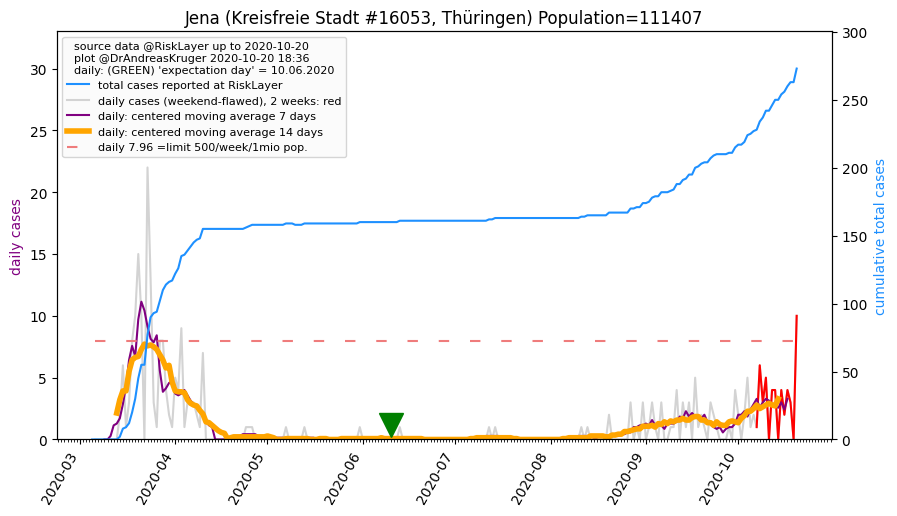 Jena (Kreisfreie Stadt #16053, Thüringen) Population=111407
source data @RiskLayer up to 2020-10-20
plot @DrAndreasKruger 2020-10-20 18:36
daily: (GREEN) 'expectation day' = 10.06.2020
total cases reported at RiskLayer
daily cases (weekend-flawed), 2 weeks: red
daily: centered moving average 7 days
daily: centered moving average 14 days
daily 7.96 =limit 500/week/1mio pop.
daily cases
30
25
20
15
10
5
0
cumulative total cases
300
250
200
150
100
50
0
2020-03
2020-04
2020-05
2020-06
2020-07
2020-08
2020-09
2020-10